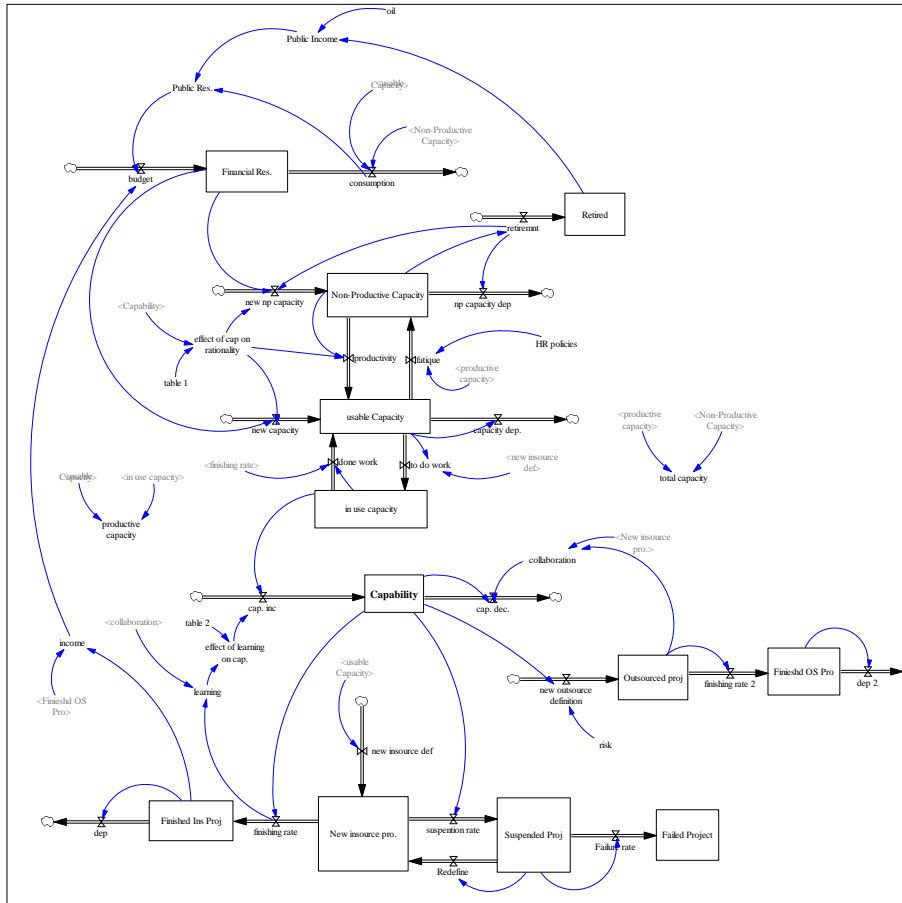 oil
Public Income
Public Res.
<usable
Capacity>
<Non-Productive
Capacity>
budget
Financial Res.
consumption
Retired
retiremnt
new np capacity
Non-Productive Capacity
np capacity dep
<Capability>
effect of cap on
rationality
table 1
productivity
fatique
HR policies
<productive
capacity>
new capacity
usable Capacity
capacity dep.
<productive
capacity>
<Non-Productive
Capacity>
total capacity
<finishing rate>
done work
to do work
<new insource
def>
<usable
Capacity>
<in use capacity>
productive
capacity
in use capacity
<New insource
pro.>
collaboration
cap. inc
Capability
cap. dec.
table 2
effect of learning
on cap.
<collaboration>
income
learning
<Finieshd OS
Pro>
<usable
Capacity>
new outsource
definition
Outsourced proj
finishing rate 2
Finieshd OS Pro
dep 2
risk
new insource def
dep
Finished Ins Proj
finishing rate
New insource pro.
suspention rate
Suspended Proj
Failure rate
Failed Project
Redefine